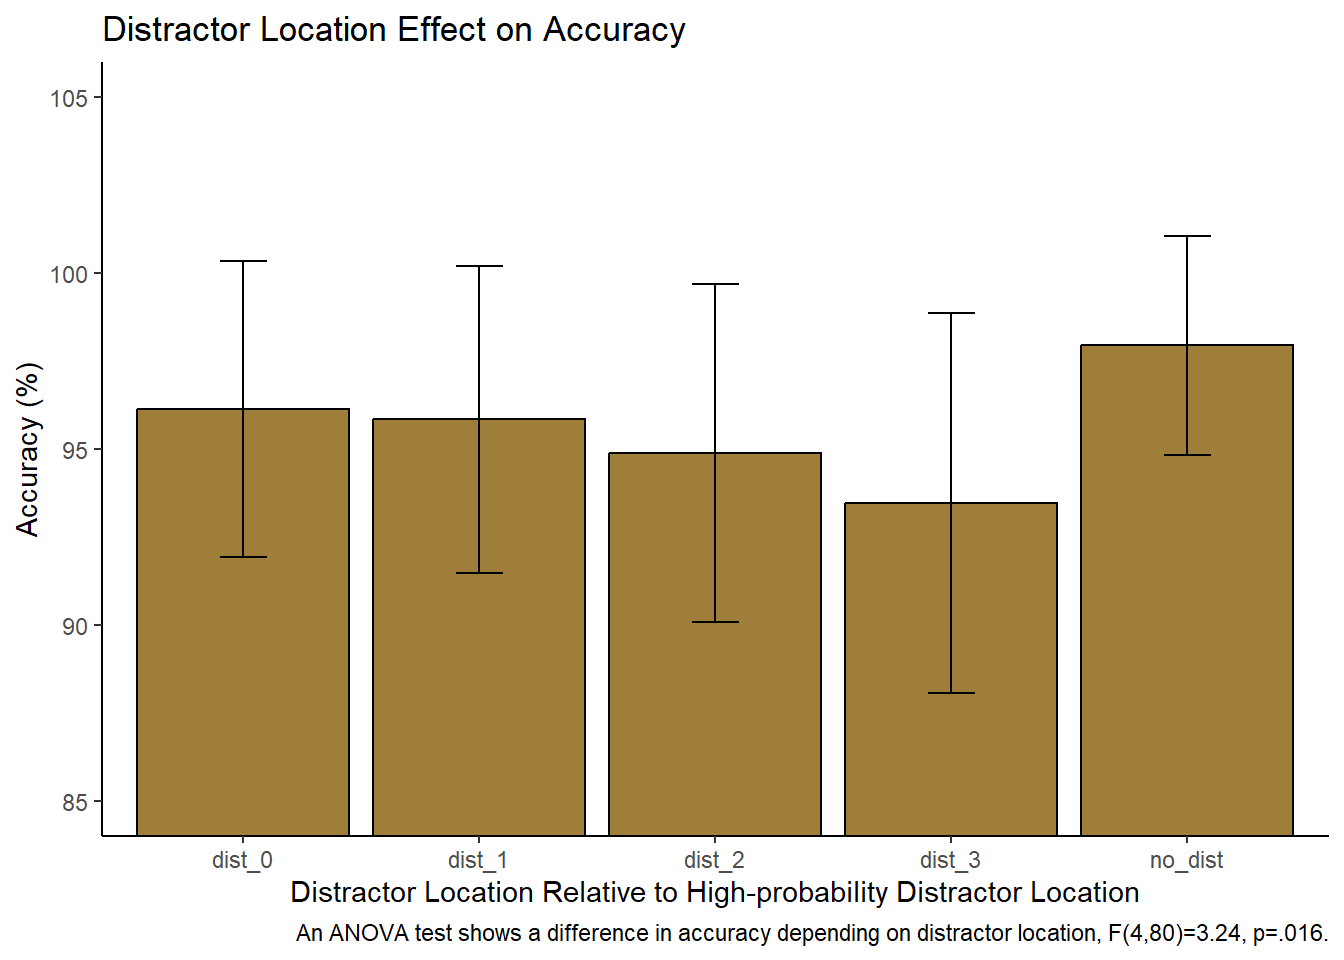 Distractor Location Effect on Accuracy
105
100
95
90
85
Accuracy (%)
dist_0 dist_1 dist_2 dist_3 no_dist
Distractor Location Relative to High-probability Distractor Location
An ANOVA test shows a difference in accuracy depending on distractor location, F(4,80)=3.24, p=.016.